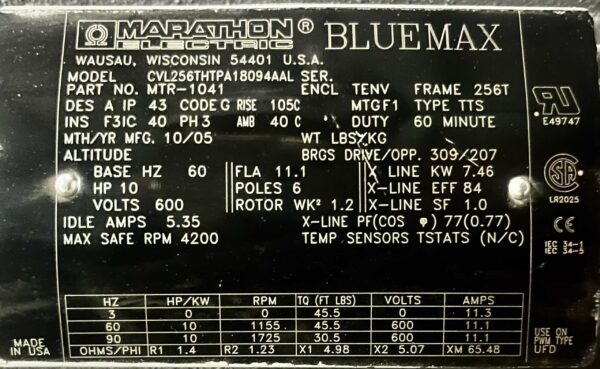 MARATHON ® BLUEMAX
ELECTRIC
WAUSAU, WISCONSIN 54401 U.S.A.
MODEL CVL256THTPA18094AAL SER.
PART NO. MTR-1041 ENCL TENV FRAME 256T
DES A IP 43 CODE G RISE 105C MTGF1 TYPE TTS
INS F3IC 40 PH 3 AMB 40 C DUTY 60 MINUTE
MTH/YR MFG. 10/05 WT LBS/KG
ALTITUDE BRGS DRIVE/OPP. 309/207
BASE HZ 60 FLA 11.1 X LINE KW 7.46
HP 10 POLES 6 X-LINE EFF 84
VOLTS 600 ROTOR WK² 1.2 X-LINE SF 1.0
IDLE AMPS 5.35 X-LINE PF(COS φ) 77(0.77)
MAX SAFE RPM 4200 TEMP SENSORS TSTATS (N/C)
HZ HP/KW RPM TQ (FT LBS) VOLTS AMPS
3 0 0 45.5 0 11.3
60 10 1155 45.5 600 11.1
90 10 1725 30.5 600 11.1
OHMS/PHI R1 1.4 R2 1.23 X1 4.98 X2 5.07 XM 65.48
MADE
IN USA
E49747
LR2025
CE
IEC 34-1
IEC 34-5
USE ON
PWM TYPE
UFD